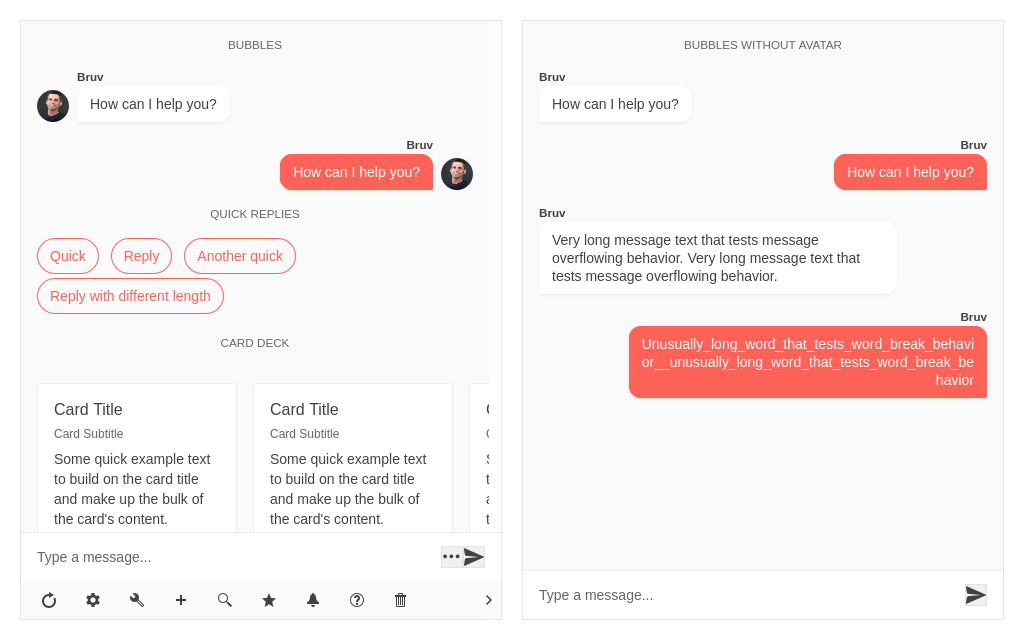 BUBBLES
Bruv
How can I help you?
Bruv
How can I help you?
QUICK REPLIES
Quick
Reply
Another quick
Reply with different length
CARD DECK
Card Title
Card Subtitle
Some quick example text
to build on the card title
and make up the bulk of
the card's content.
Card Title
Card Subtitle
Some quick example text
to build on the card title
and make up the bulk of
the card's content.
Type a message...
BUBBLES WITHOUT AVATAR
Bruv
How can I help you?
Bruv
How can I help you?
Bruv
Very long message text that tests message
overflowing behavior. Very long message text that
tests message overflowing behavior.
Bruv
Unusually_long_word_that_tests_word_break_behavi
or__unusually_long_word_that_tests_word_break_be
havior
Type a message...